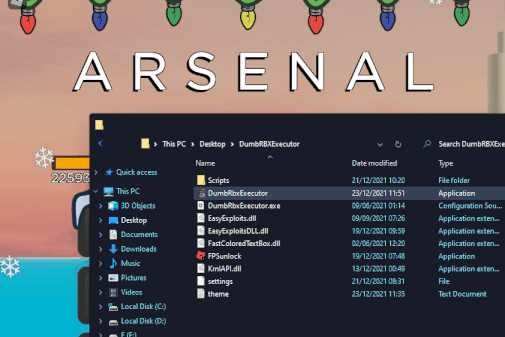 ARSENAL
22593
This PC > Desktop > DumbRBXExecutor
Search DumbRBXExe
Name Date modified Type
Quick access
This PC
3D Objects
Desktop
Documents
Downloads
Music
Pictures
Videos
Local Disk (C:)
Local Disk (D:)
F (F:)
Scripts 21/12/2021 10:20 File folder
DumbRbxExecutor 23/12/2021 11:51 Application
DumbRbxExecutor.exe 09/06/2021 01:14 Configuration Sou...
EasyExploits.dll 09/09/2021 07:26 Application exten...
EasyExploitsDLL.dll 19/12/2021 09:59 Application exten...
FastColoredTextBox.dll 02/06/2021 12:20 Application exten...
FPSunlock 19/12/2021 07:48 Application
KrnlAPI.dll 13/12/2021 00:49 Application exten...
settings 21/12/2021 08:31 File
theme 23/12/2021 11:35 Text Document